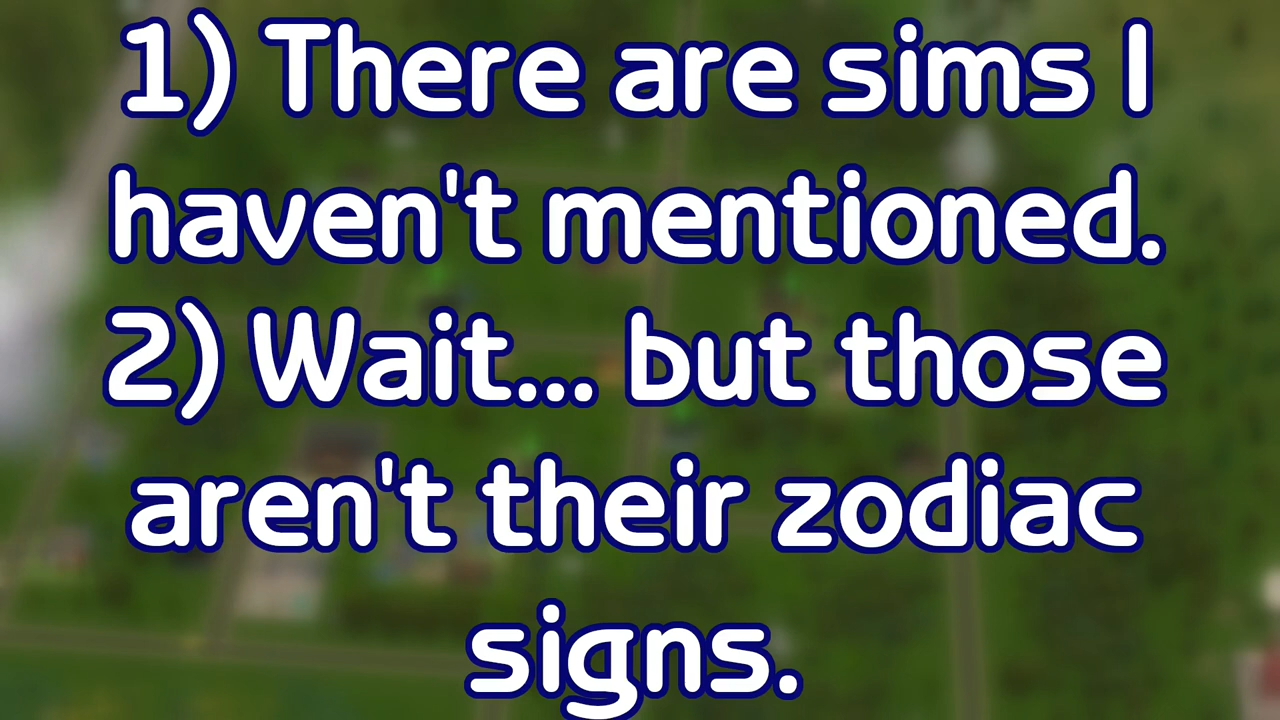 1) There are sims I
haven't mentioned.
2) Wait... but those
aren't their zodiac
signs.